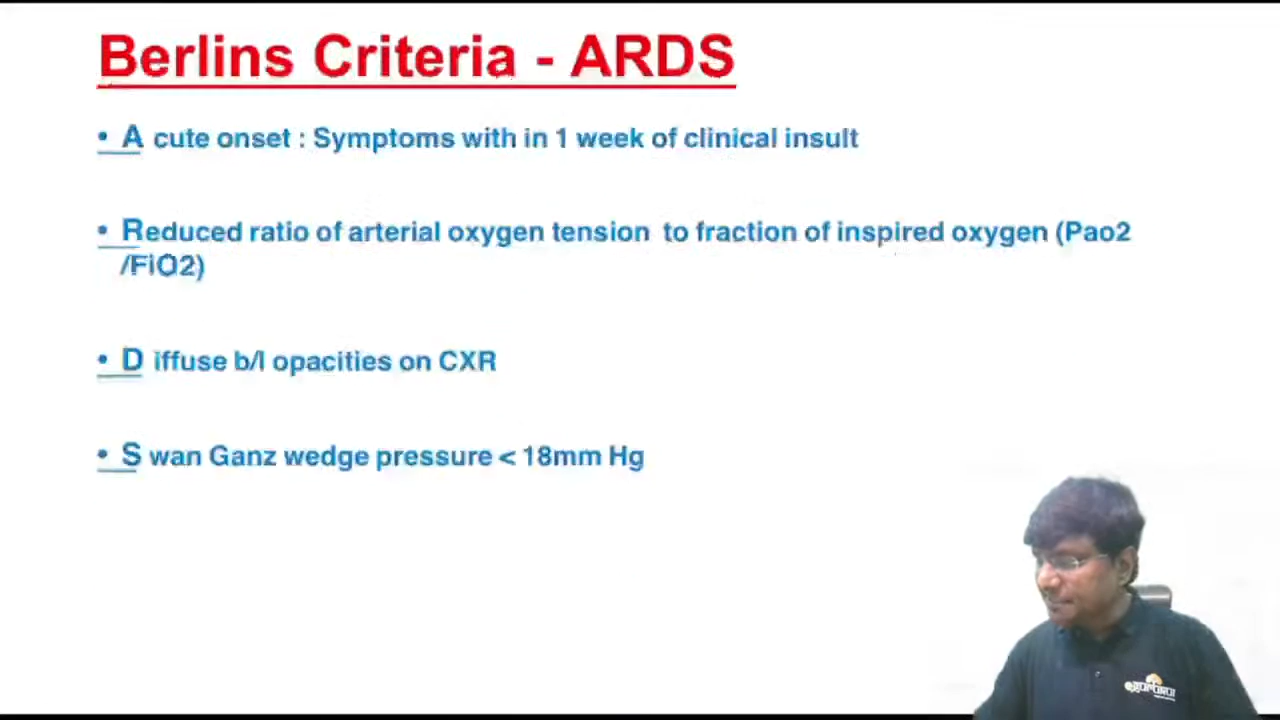 Berlins Criteria - ARDS
• A cute onset : Symptoms with in 1 week of clinical insult
• Reduced ratio of arterial oxygen tension to fraction of inspired oxygen (Pao2
/FiO2)
• D iffuse b/l opacities on CXR
• S wan Ganz wedge pressure < 18mm Hg